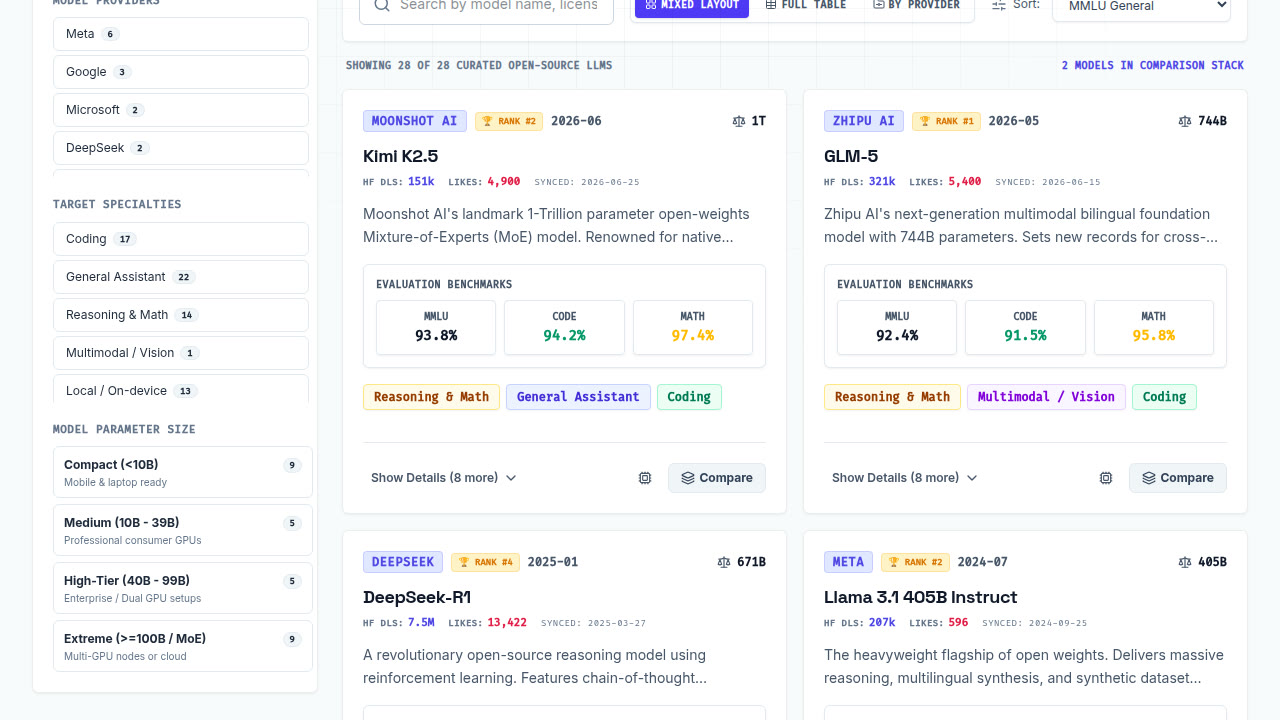 MODEL PROVIDERS
Meta 6
Google 3
Microsoft 2
DeepSeek 2
TARGET SPECIALTIES
Coding 17
General Assistant 22
Reasoning & Math 14
Multimodal / Vision 1
Local / On-device 13
MODEL PARAMETER SIZE
Compact (<10B) 9
Mobile & laptop ready
Medium (10B - 39B) 5
Professional consumer GPUs
High-Tier (40B - 99B) 5
Enterprise / Dual GPU setups
Extreme (>=100B / MoE) 9
Multi-GPU nodes or cloud
Search by model name, licens
MIXED LAYOUT FULL TABLE BY PROVIDER Sort: MMLU General
SHOWING 28 OF 28 CURATED OPEN-SOURCE LLMS
2 MODELS IN COMPARISON STACK
MOONSHOT AI 🏆 RANK #2 2026-06 1T
Kimi K2.5
HF DLS: 151k LIKES: 4,900 SYNCED: 2026-06-25
Moonshot AI's landmark 1-Trillion parameter open-weights
Mixture-of-Experts (MoE) model. Renowned for native...
EVALUATION BENCHMARKS
MMLU CODE MATH
93.8% 94.2% 97.4%
Reasoning & Math General Assistant Coding
Show Details (8 more) Compare
ZHIPU AI 🏆 RANK #1 2026-05 744B
GLM-5
HF DLS: 321k LIKES: 5,400 SYNCED: 2026-06-15
Zhipu AI's next-generation multimodal bilingual foundation
model with 744B parameters. Sets new records for cross-...
EVALUATION BENCHMARKS
MMLU CODE MATH
92.4% 91.5% 95.8%
Reasoning & Math Multimodal / Vision Coding
Show Details (8 more) Compare
DEEPSEEK 🏆 RANK #4 2025-01 671B
DeepSeek-R1
HF DLS: 7.5M LIKES: 13,422 SYNCED: 2025-03-27
A revolutionary open-source reasoning model using
reinforcement learning. Features chain-of-thought...
META 🏆 RANK #2 2024-07 405B
Llama 3.1 405B Instruct
HF DLS: 207k LIKES: 596 SYNCED: 2024-09-25
The heavyweight flagship of open weights. Delivers massive
reasoning, multilingual synthesis, and synthetic dataset...